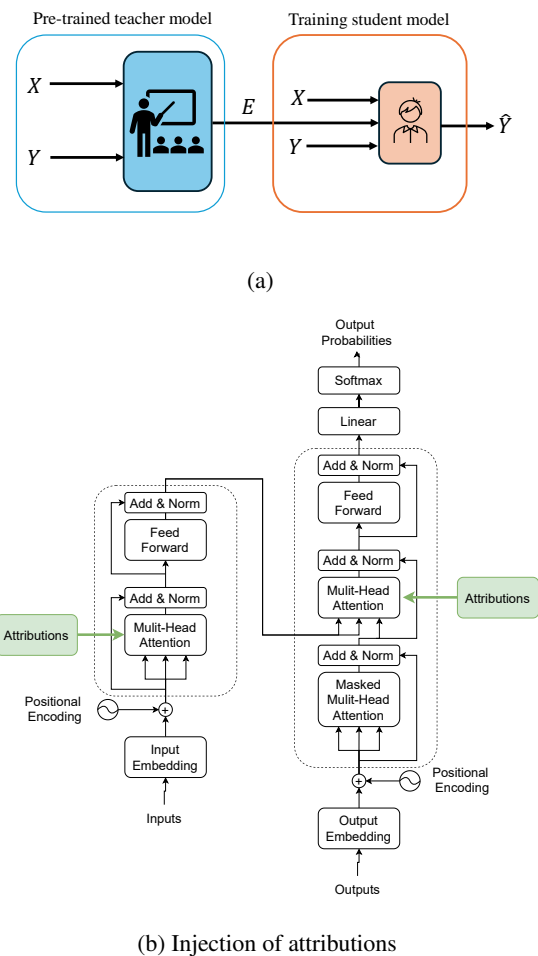 Pre-trained teacher model
Training student model
X
Y
E
X
Y
Ŷ
(a)
Output
Probabilities
Softmax
Linear
Add & Norm
Feed
Forward
Add & Norm
Mulit-Head
Attention
Attributions
Add & Norm
Masked
Mulit-Head
Attention
Positional
Encoding
Output
Embedding
Outputs
Add & Norm
Feed
Forward
Add & Norm
Mulit-Head
Attention
Attributions
Positional
Encoding
Input
Embedding
Inputs
(b) Injection of attributions